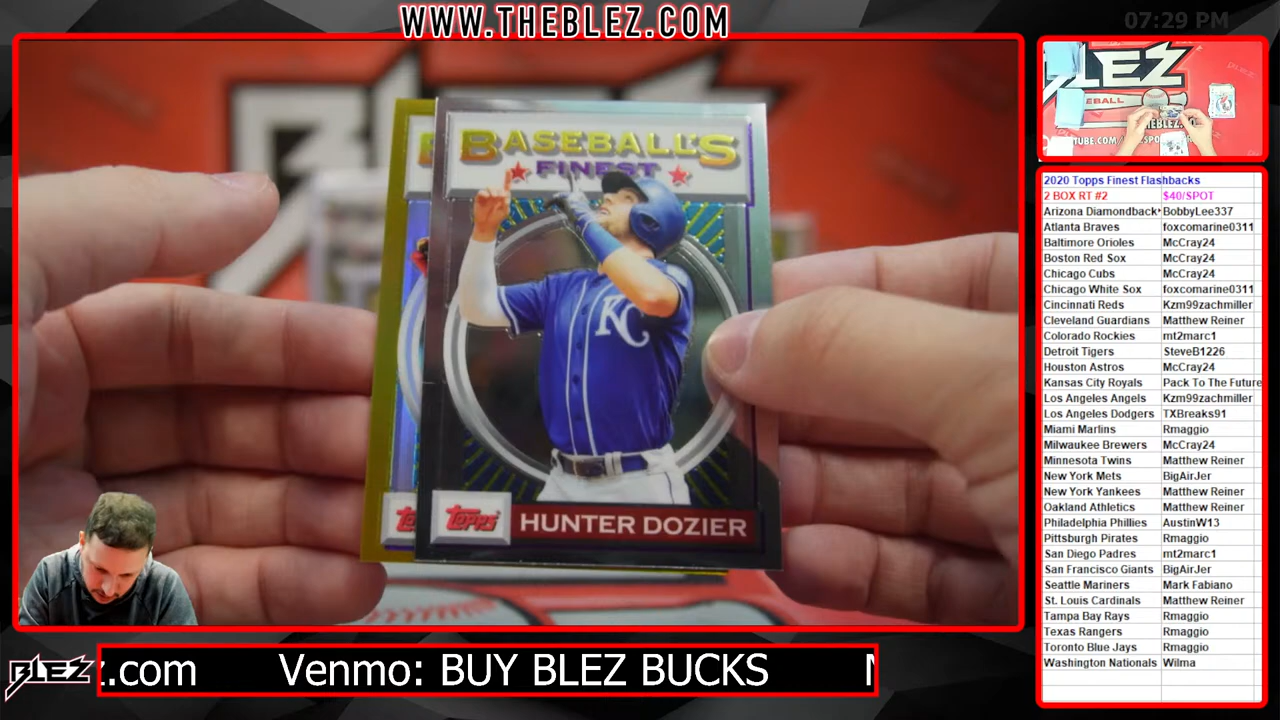 WWW.THEBLEZ.COM
07:29 PM
BASEBALL'S
FINEST
KC
TOPPS
HUNTER DOZIER
LEZ
EBALL
2020 Topps Finest Flashbacks
2 BOX RT #2 $40/SPOT
Arizona Diamondback BobbyLee337
Atlanta Braves foxcomarine0311
Baltimore Orioles McCray24
Boston Red Sox McCray24
Chicago Cubs McCray24
Chicago White Sox foxcomarine0311
Cincinnati Reds Kzm99zachmiller
Cleveland Guardians Matthew Reiner
Colorado Rockies mt2marc1
Detroit Tigers SteveB1226
Houston Astros McCray24
Kansas City Royals Pack To The Future
Los Angeles Angels Kzm99zachmiller
Los Angeles Dodgers TXBreaks91
Miami Marlins Rmaggio
Milwaukee Brewers McCray24
Minnesota Twins Matthew Reiner
New York Mets BigAirJer
New York Yankees Matthew Reiner
Oakland Athletics Matthew Reiner
Philadelphia Phillies AustinW13
Pittsburgh Pirates Rmaggio
San Diego Padres mt2marc1
San Francisco Giants BigAirJer
Seattle Mariners Mark Fabiano
St. Louis Cardinals Matthew Reiner
Tampa Bay Rays Rmaggio
Texas Rangers Rmaggio
Toronto Blue Jays Rmaggio
Washington Nationals Wilma
BLEZ
z.com Venmo: BUY BLEZ BUCKS